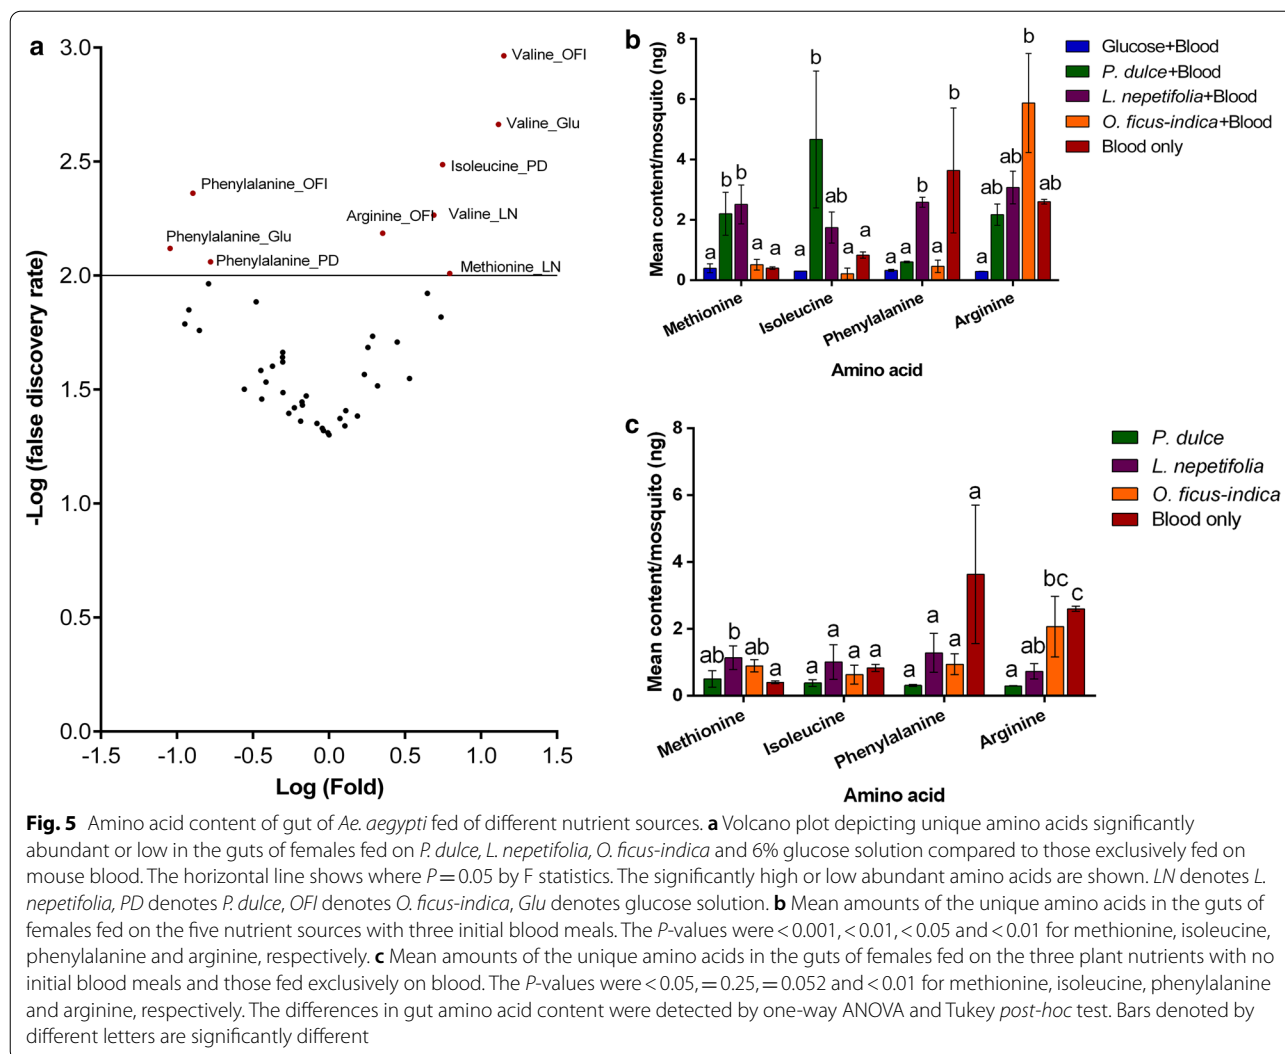 a
3.0
2.5
2.0
1.5
1.0
0.5
0.0
-Log (false discovery rate)
Valine_OFI
Valine_Glu
Isoleucine_PD
Phenylalanine_OFI
Arginine_OFI
Valine_LN
Phenylalanine_Glu
Phenylalanine_PD
Methionine_LN
-1.5 -1.0 -0.5 0.0 0.5 1.0 1.5
Log (Fold)
b
8
6
4
2
0
Mean content/mosquito (ng)
a b b a a
a b ab a a
a a b a b
a ab ab b ab
Methionine Isoleucine Phenylalanine Arginine
Amino acid
Glucose+Blood
P. dulce+Blood
L. nepetifolia+Blood
O. ficus-indica+Blood
Blood only
c
8
6
4
2
0
Mean content/mosquito (ng)
ab b ab a
a a a a
a a a a
a ab bc c
Methionine Isoleucine Phenylalanine Arginine
Amino acid
P. dulce
L. nepetifolia
O. ficus-indica
Blood only
Fig. 5 Amino acid content of gut of Ae. aegypti fed of different nutrient sources. a Volcano plot depicting unique amino acids significantly
abundant or low in the guts of females fed on P. dulce, L. nepetifolia, O. ficus-indica and 6% glucose solution compared to those exclusively fed on
mouse blood. The horizontal line shows where P = 0.05 by F statistics. The significantly high or low abundant amino acids are shown. LN denotes L.
nepetifolia, PD denotes P. dulce, OFI denotes O. ficus-indica, Glu denotes glucose solution. b Mean amounts of the unique amino acids in the guts of
females fed on the five nutrient sources with three initial blood meals. The P-values were < 0.001, < 0.01, < 0.05 and < 0.01 for methionine, isoleucine,
phenylalanine and arginine, respectively. c Mean amounts of the unique amino acids in the guts of females fed on the three plant nutrients with no
initial blood meals and those fed exclusively on blood. The P-values were < 0.05, = 0.25, = 0.052 and < 0.01 for methionine, isoleucine, phenylalanine
and arginine, respectively. The differences in gut amino acid content were detected by one-way ANOVA and Tukey post-hoc test. Bars denoted by
different letters are significantly different